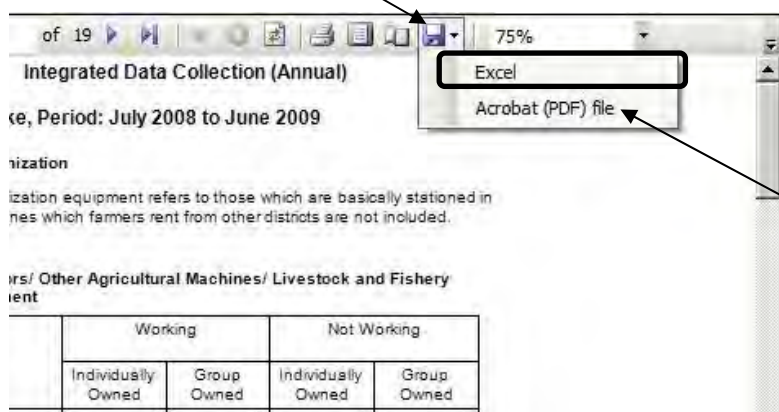 of 19
75%
Excel
Acrobat (PDF) file
Integrated Data Collection (Annual)
ke, Period: July 2008 to June 2009
nization
ization equipment refers to those which are basically stationed in
nes which farmers rent from other districts are not included.
rs/ Other Agricultural Machines/ Livestock and Fishery
ent
Working Not Working
Individually Owned Group Owned Individually Owned Group Owned